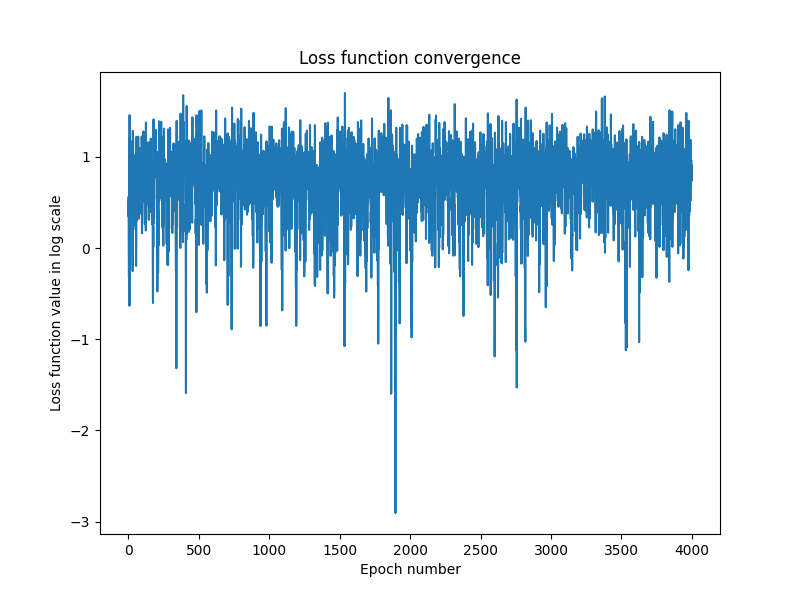 Loss function convergence
Loss function value in log scale
1
0
−1
−2
−3
0 500 1000 1500 2000 2500 3000 3500 4000
Epoch number